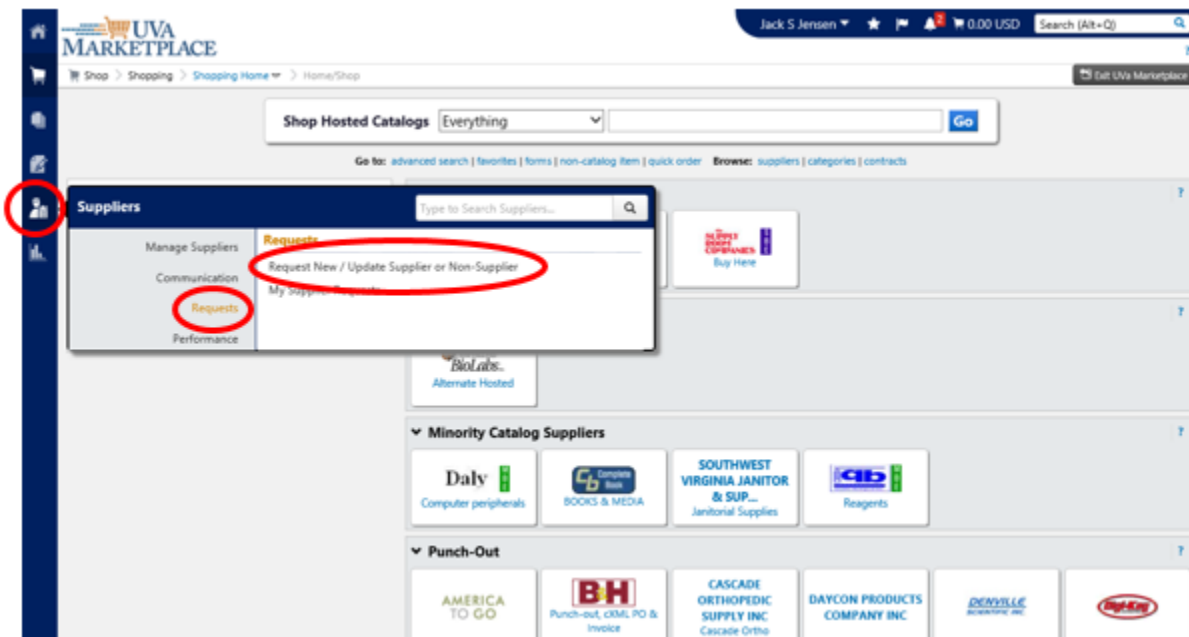 UVA
MARKETPLACE
Jack S Jensen
2
0.00 USD
Search (Alt+Q)
Shop > Shopping > Shopping Home > Home/Shop
Exit UVa Marketplace
Shop Hosted Catalogs
Everything
Go
Go to: advanced search | favorites | forms | non-catalog item | quick order Browse: suppliers | categories | contracts
Suppliers
Type to Search Suppliers...
Manage Suppliers
Communication
Requests
Performance
Requests
Request New / Update Supplier or Non-Supplier
My Supplier Requests
?
THE
SUPPLY
ROOM
COMPANIES
Buy Here
?
BioLabs
Alternate Hosted
Minority Catalog Suppliers
?
Daly
Computer peripherals
Complete
Book
BOOKS & MEDIA
SOUTHWEST
VIRGINIA JANITOR
& SUP...
Janitorial Supplies
Reagents
Punch-Out
?
AMERICA
TO GO
B&H
Punch-out, cXML PO &
Invoice
CASCADE
ORTHOPEDIC
SUPPLY INC
Cascade Ortho
DAYCON PRODUCTS
COMPANY INC
DENVILLE
SCIENTIFIC INC
Digi-Key